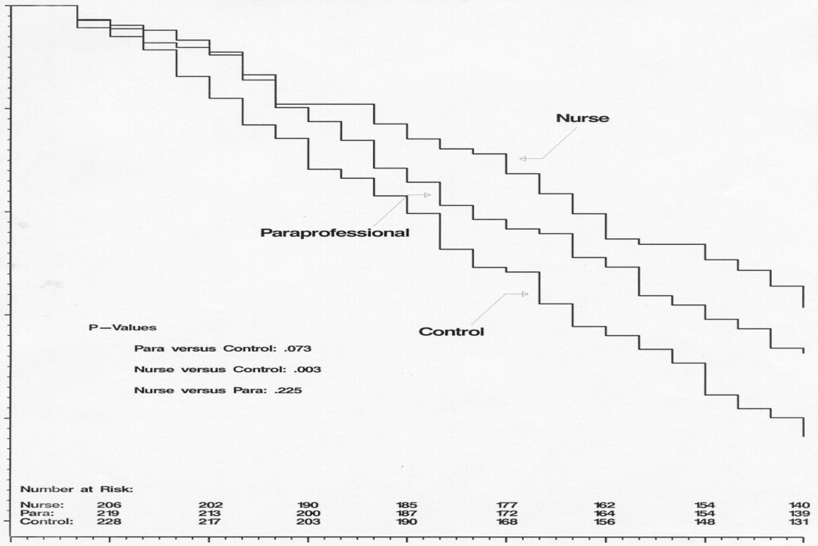 Nurse
Paraprofessional
Control
P-Values
Para versus Control: .073
Nurse versus Control: .003
Nurse versus Para: .225
Number at Risk:
Nurse: 206 202 190 185 177 162 154 140
Para: 219 213 200 187 172 164 154 139
Control: 228 217 203 190 168 156 148 131